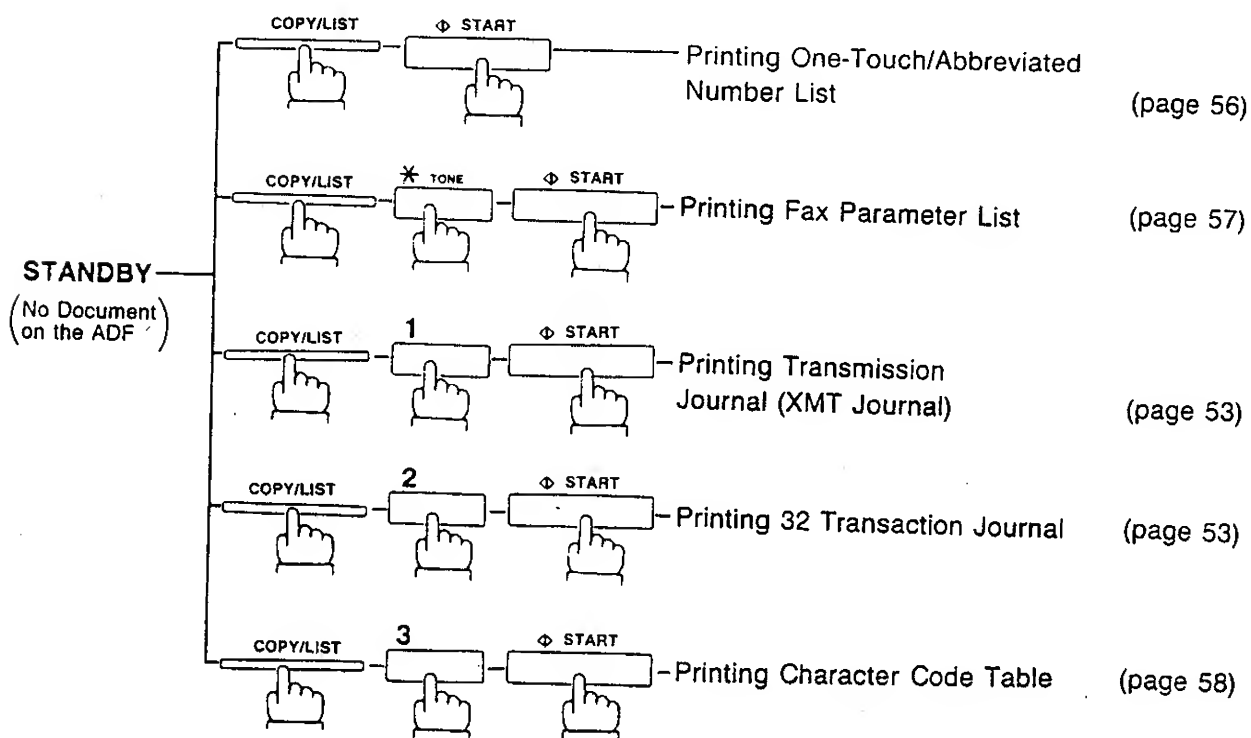 COPY/LIST ⌽ START
Printing One-Touch/Abbreviated
Number List (page 56)
COPY/LIST * TONE ⌽ START
Printing Fax Parameter List (page 57)
STANDBY
(No Document
on the ADF)
COPY/LIST 1 ⌽ START
Printing Transmission
Journal (XMT Journal) (page 53)
COPY/LIST 2 ⌽ START
Printing 32 Transaction Journal (page 53)
COPY/LIST 3 ⌽ START
Printing Character Code Table (page 58)